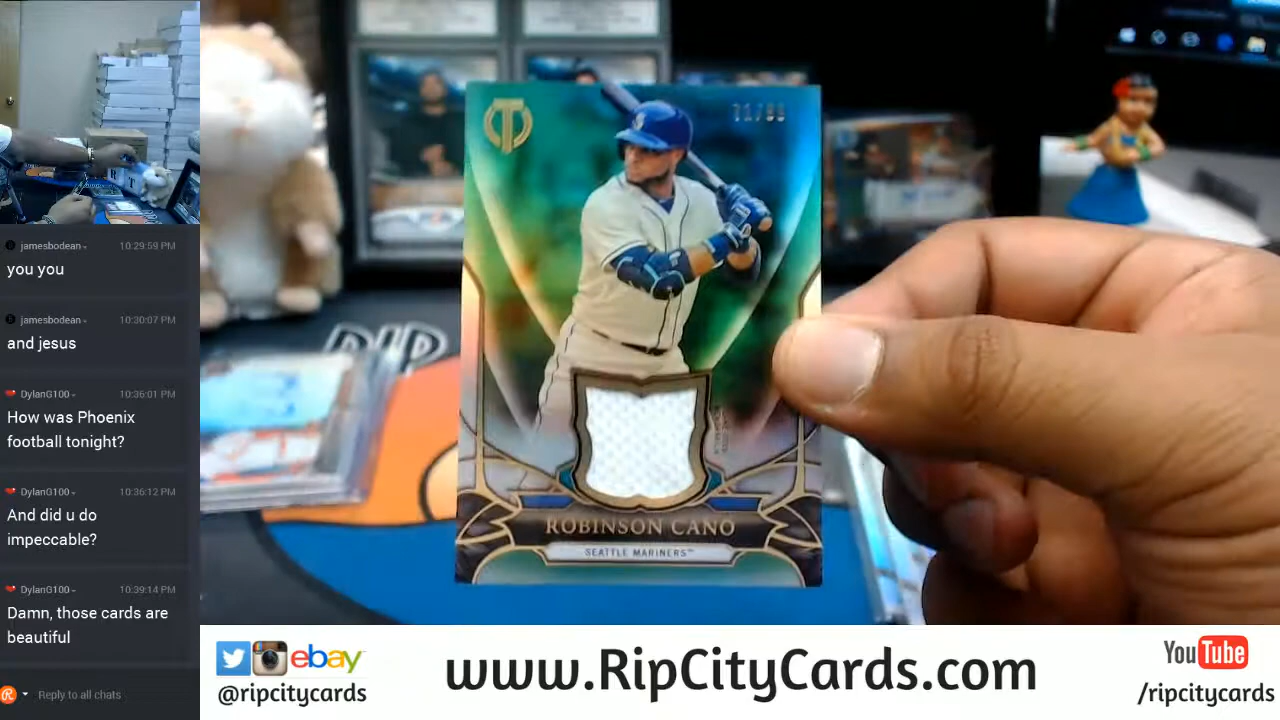 jamesbodean
10:29:59 PM
you you
jamesbodean
10:30:07 PM
and jesus
DylanG100
10:36:01 PM
How was Phoenix
football tonight?
DylanG100
10:36:12 PM
And did u do
impeccable?
DylanG100
10:39:14 PM
Damn, those cards are
beautiful
Reply to all chats
T
ROBINSON CANO
SEATTLE MARINERS™
RIP
ebay
@ripcitycards
www.RipCityCards.com
YouTube
/ripcitycards